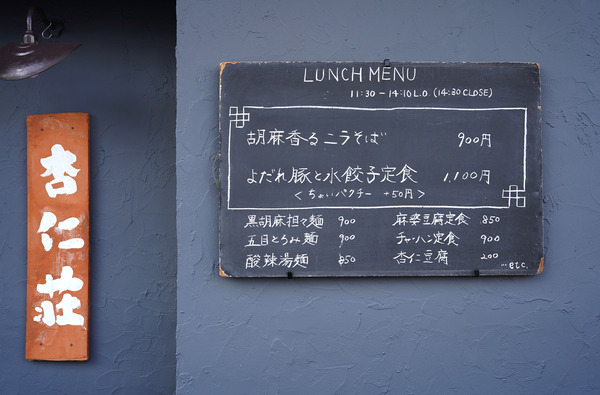 杏仁荘
LUNCH MENU
11:30-14:10 L.O. (14:30 CLOSE)
胡麻香るニラそば 900円
よだれ豚と水餃子定食 1,100円
<ちょいパクチー +50円>
黒胡麻担々麺 900
五目とろみ麺 900
酸辣湯麺 850
麻婆豆腐定食 850
チャーハン定食 900
杏仁豆腐 200
...etc.